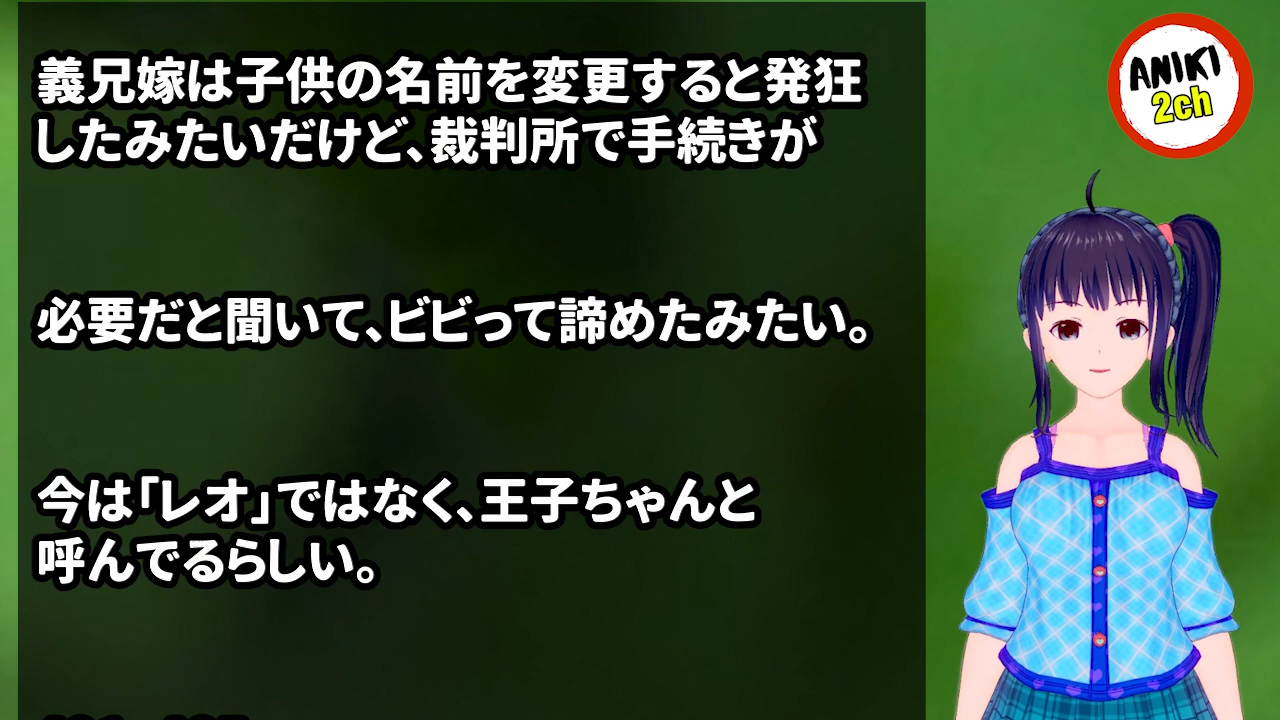 義兄嫁は子供の名前を変更すると発狂
したみたいだけど、裁判所で手続きが
必要だと聞いて、ビビって諦めたみたい。
今は「レオ」ではなく、王子ちゃんと
呼んでるらしい。
ANIKI
2ch